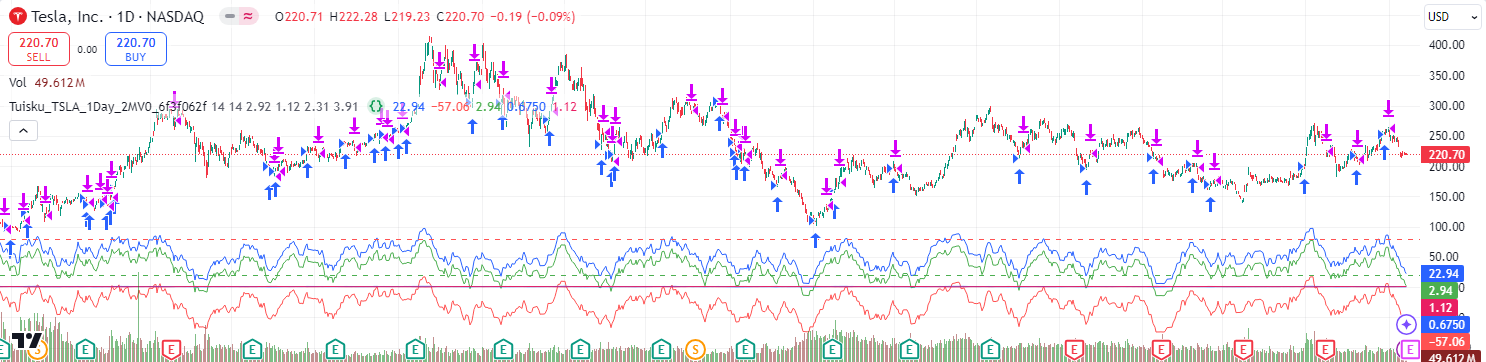 Tesla, Inc. · 1D · NASDAQ O220.71 H222.28 L219.23 C220.70 −0.19 (−0.09%)
USD
220.70 SELL
0.00
220.70 BUY
Vol 49.612 M
Tuisku_TSLA_1Day_2MV0_6f3f062f 14 14 2.92 1.12 2.31 3.91 22.94 −57.06 2.94 0.6750 1.12
400.00
350.00
300.00
250.00
220.70
200.00
150.00
100.00
50.00
22.94
2.94
1.12
0.6750
−57.06
49.612 M
S E E E E E E E E S E E E E E E E E